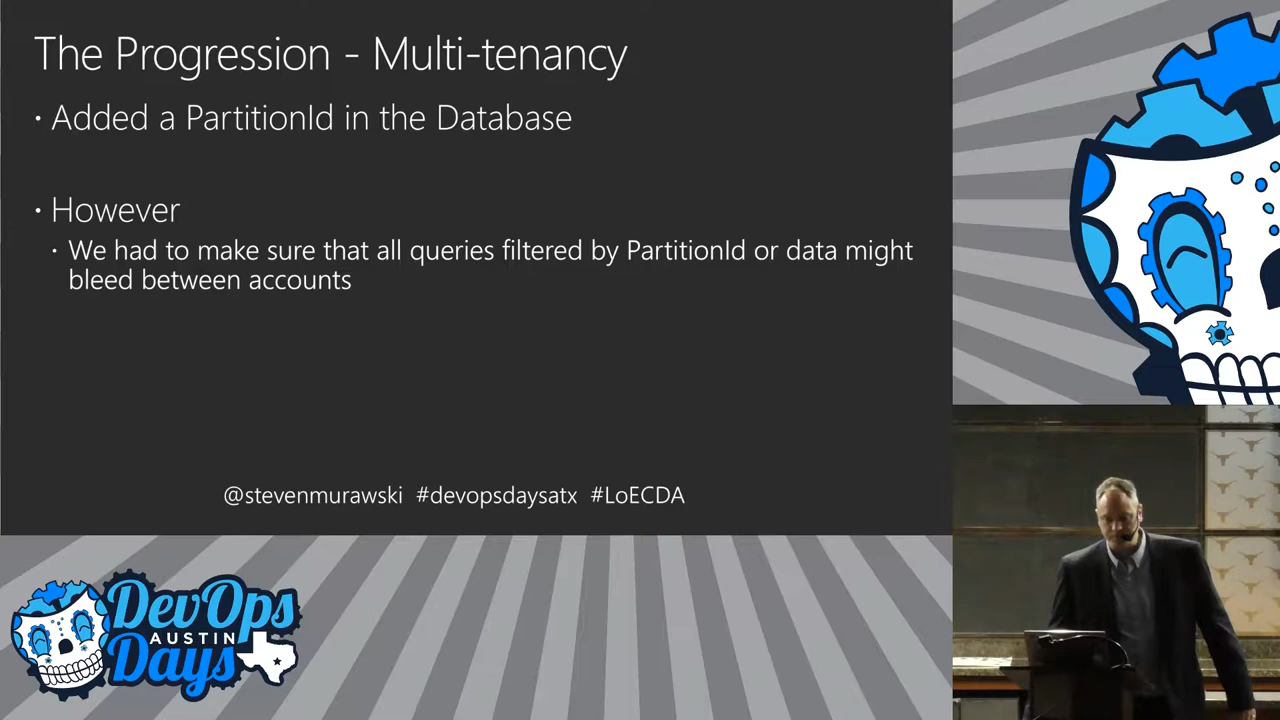 The Progression - Multi-tenancy
• Added a PartitionId in the Database
• However
• We had to make sure that all queries filtered by PartitionId or data might
bleed between accounts
@stevenmurawski #devopsdaysatx #LoECDA
DevOps
AUSTIN
Days